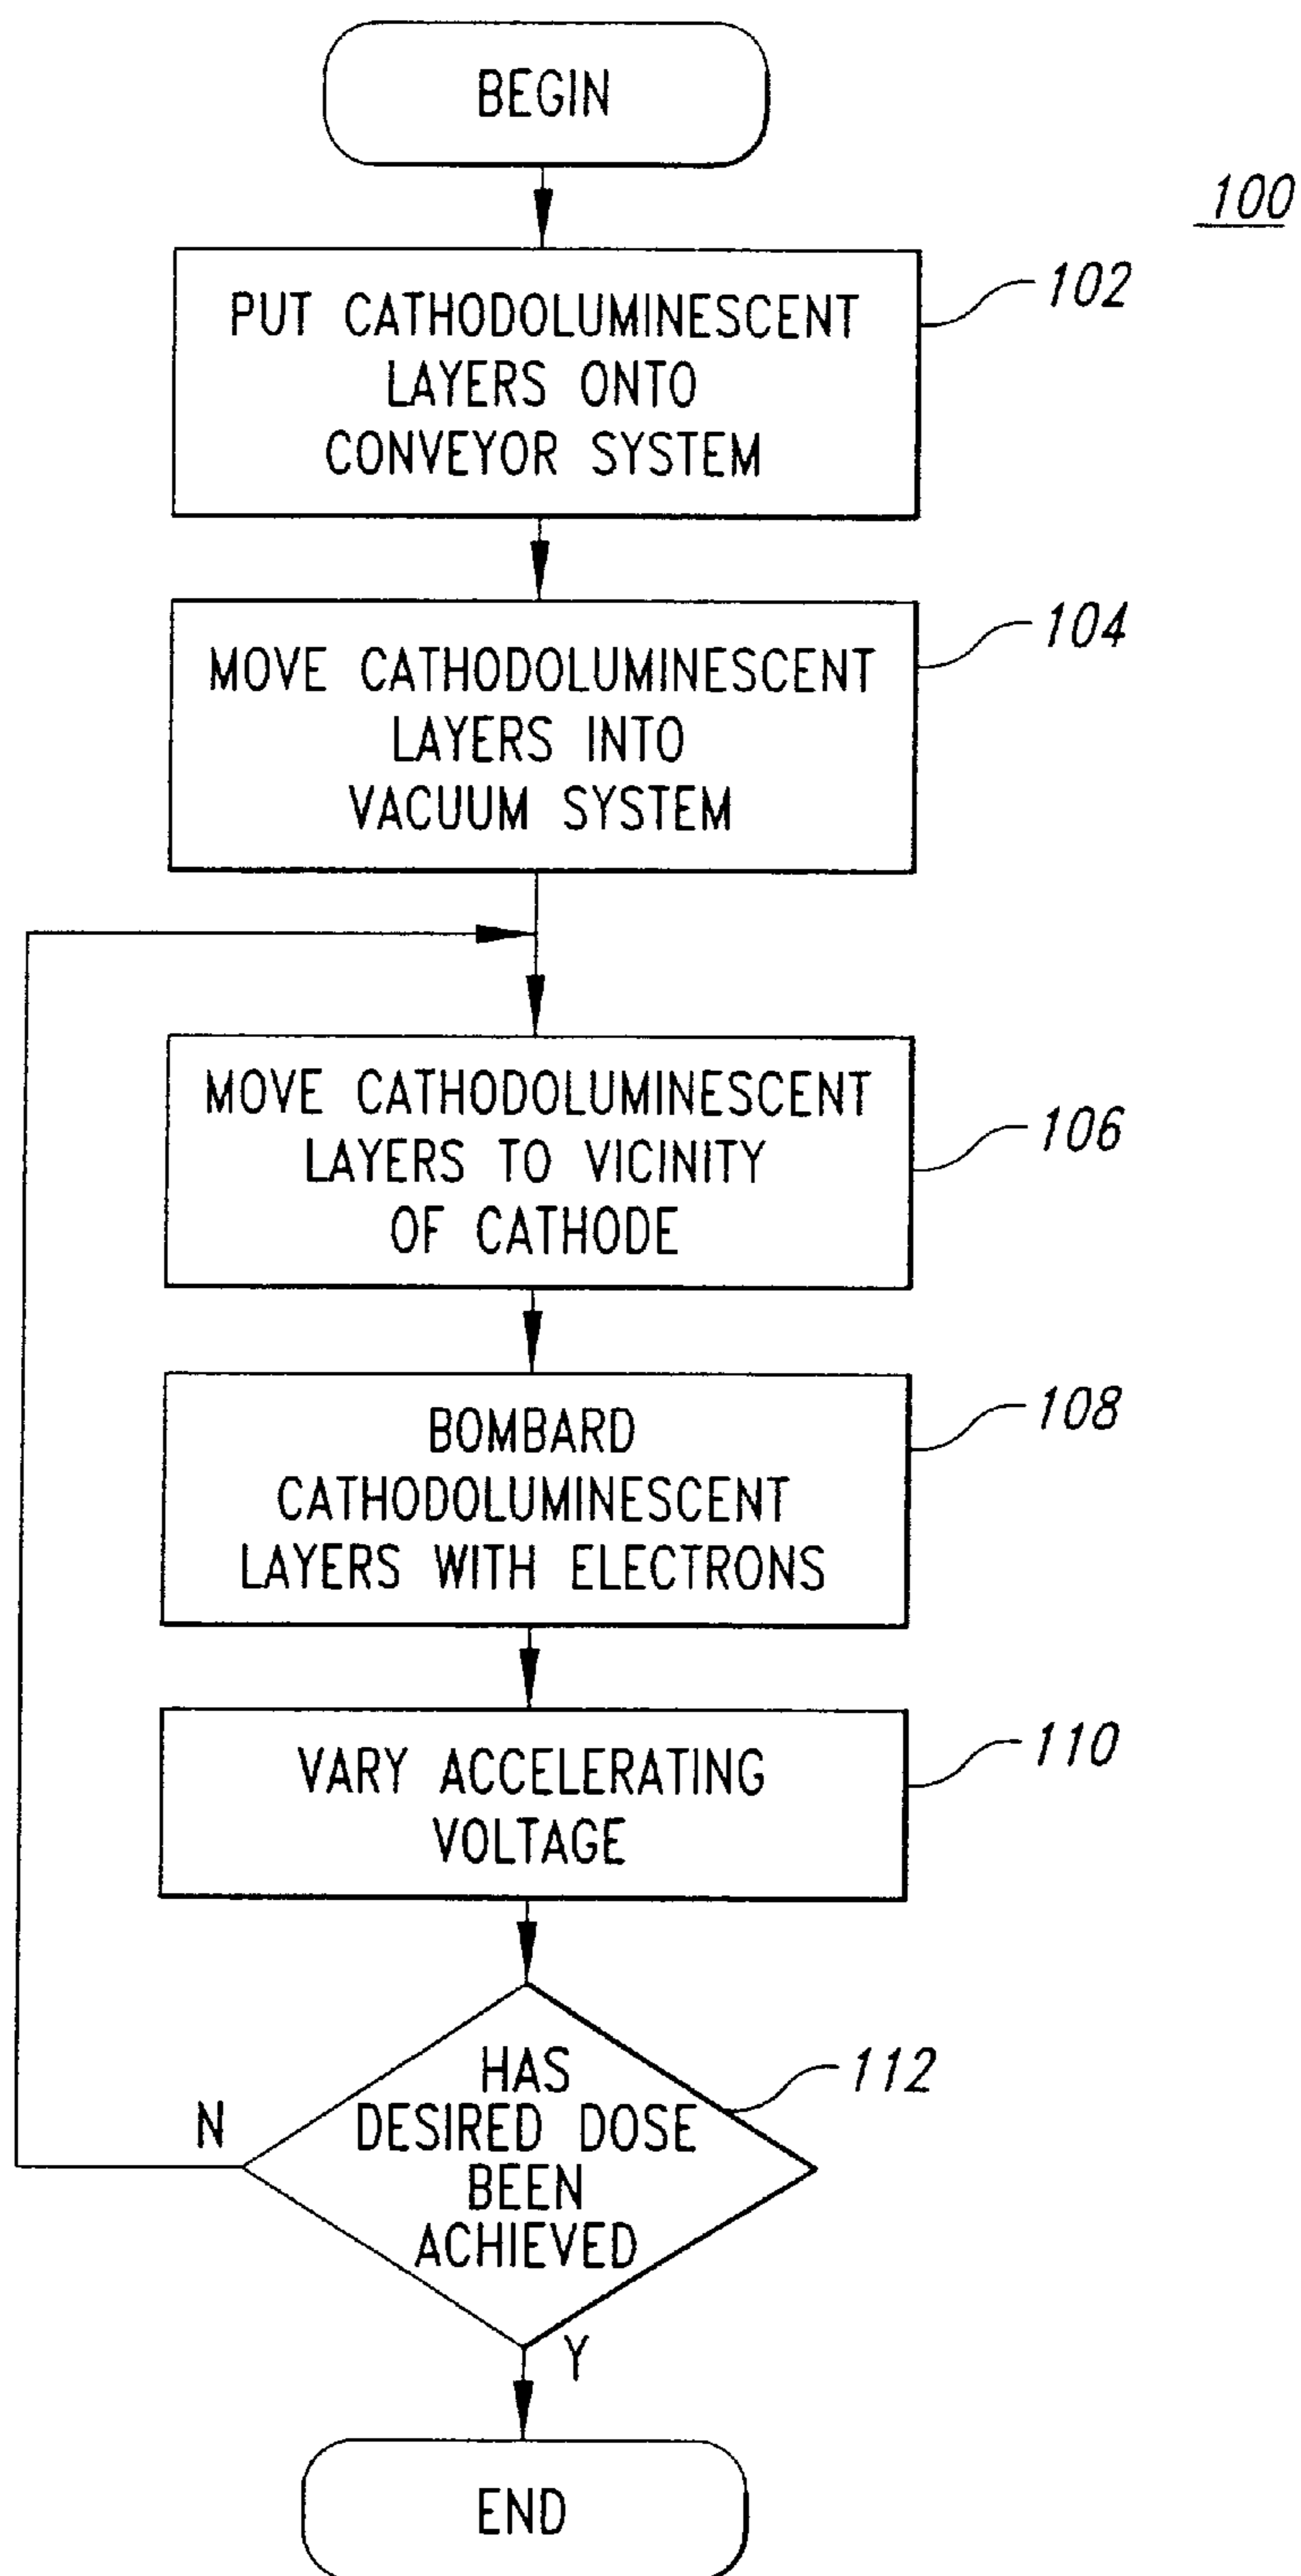 BEGIN
100
102
PUT CATHODOLUMINESCENT
LAYERS ONTO
CONVEYOR SYSTEM
104
MOVE CATHODOLUMINESCENT
LAYERS INTO
VACUUM SYSTEM
106
MOVE CATHODOLUMINESCENT
LAYERS TO VICINITY
OF CATHODE
108
BOMBARD
CATHODOLUMINESCENT
LAYERS WITH ELECTRONS
110
VARY ACCELERATING
VOLTAGE
112
HAS
DESIRED DOSE
BEEN
ACHIEVED
N
Y
END